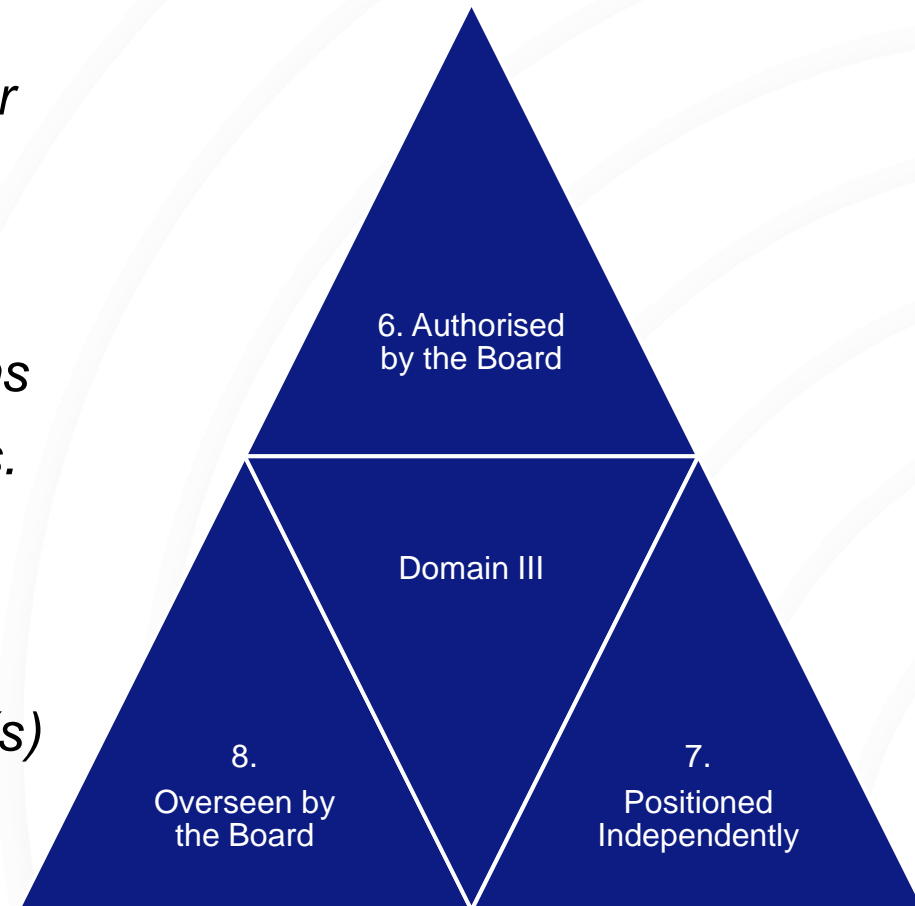 r
s.
s)
6. Authorised
by the Board
Domain III
8.
Overseen by
the Board
7.
Positioned
Independently